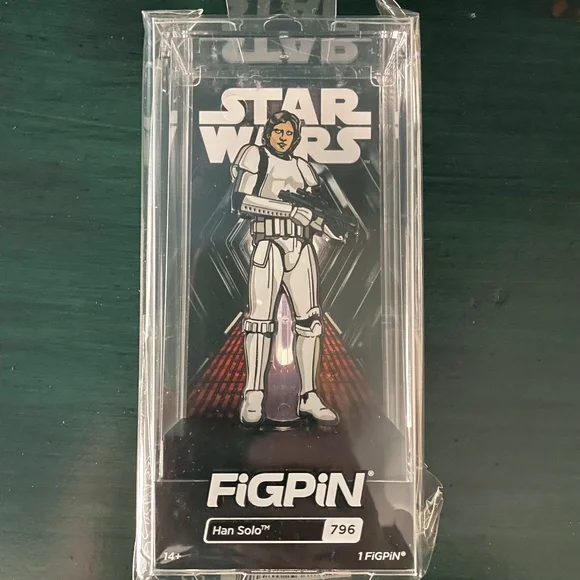 STAR
WARS
FiGPiN®
Han Solo™ 796
14+ 1 FiGPiN®